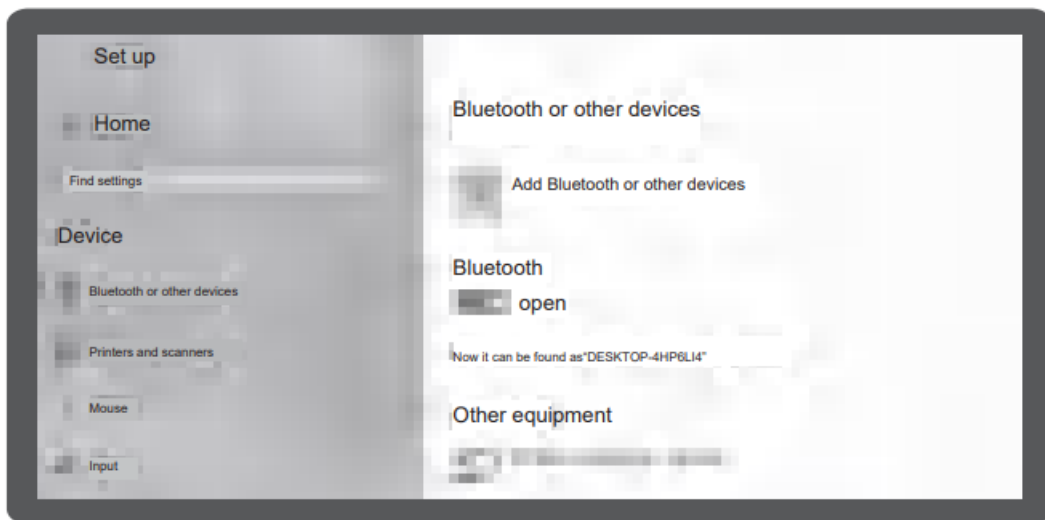 Set up
Home
Find settings
Device
Bluetooth or other devices
Printers and scanners
Mouse
Input
Bluetooth or other devices
Add Bluetooth or other devices
Bluetooth
open
Now it can be found as“DESKTOP-4HP6LI4”
Other equipment